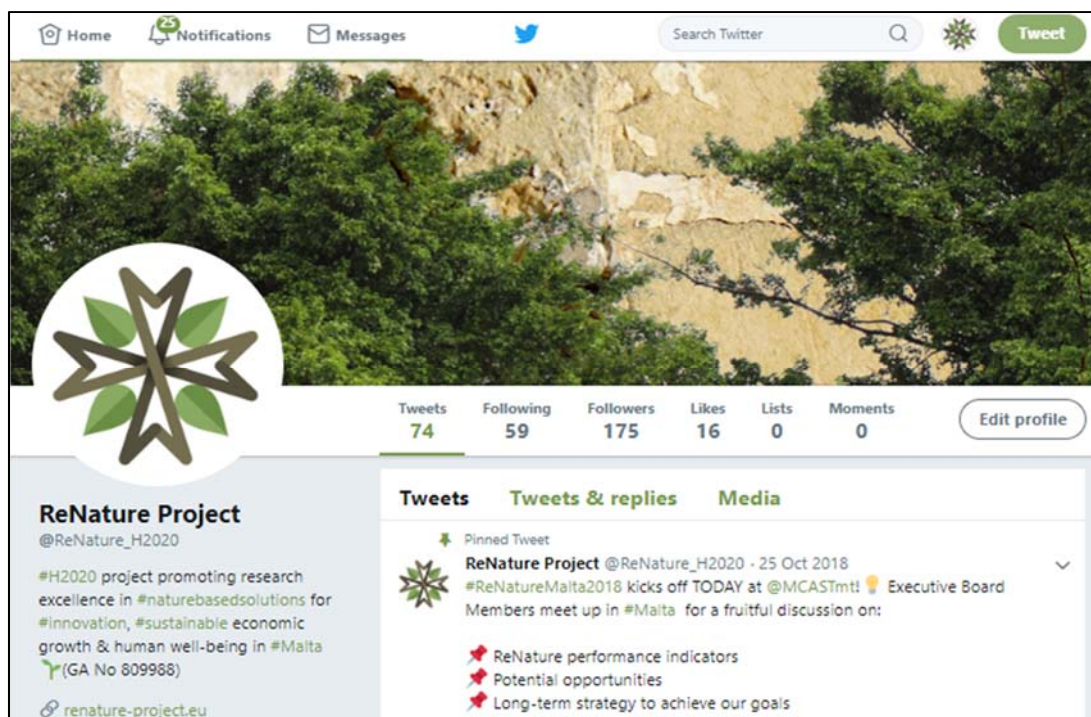 Home 25 Notifications Messages Search Twitter Tweet
Tweets Following Followers Likes Lists Moments
74 59 175 16 0 0 Edit profile
ReNature Project
@ReNature_H2020
#H2020 project promoting research
excellence in #naturebasedsolutions for
#innovation, #sustainable economic
growth & human well-being in #Malta
(GA No 809988)
renature-project.eu
Tweets Tweets & replies Media
Pinned Tweet
ReNature Project @ReNature_H2020 · 25 Oct 2018
#ReNatureMalta2018 kicks off TODAY at @MCASTmt! 💡 Executive Board
Members meet up in #Malta for a fruitful discussion on:
📌 ReNature performance indicators
📌 Potential opportunities
📌 Long-term strategy to achieve our goals